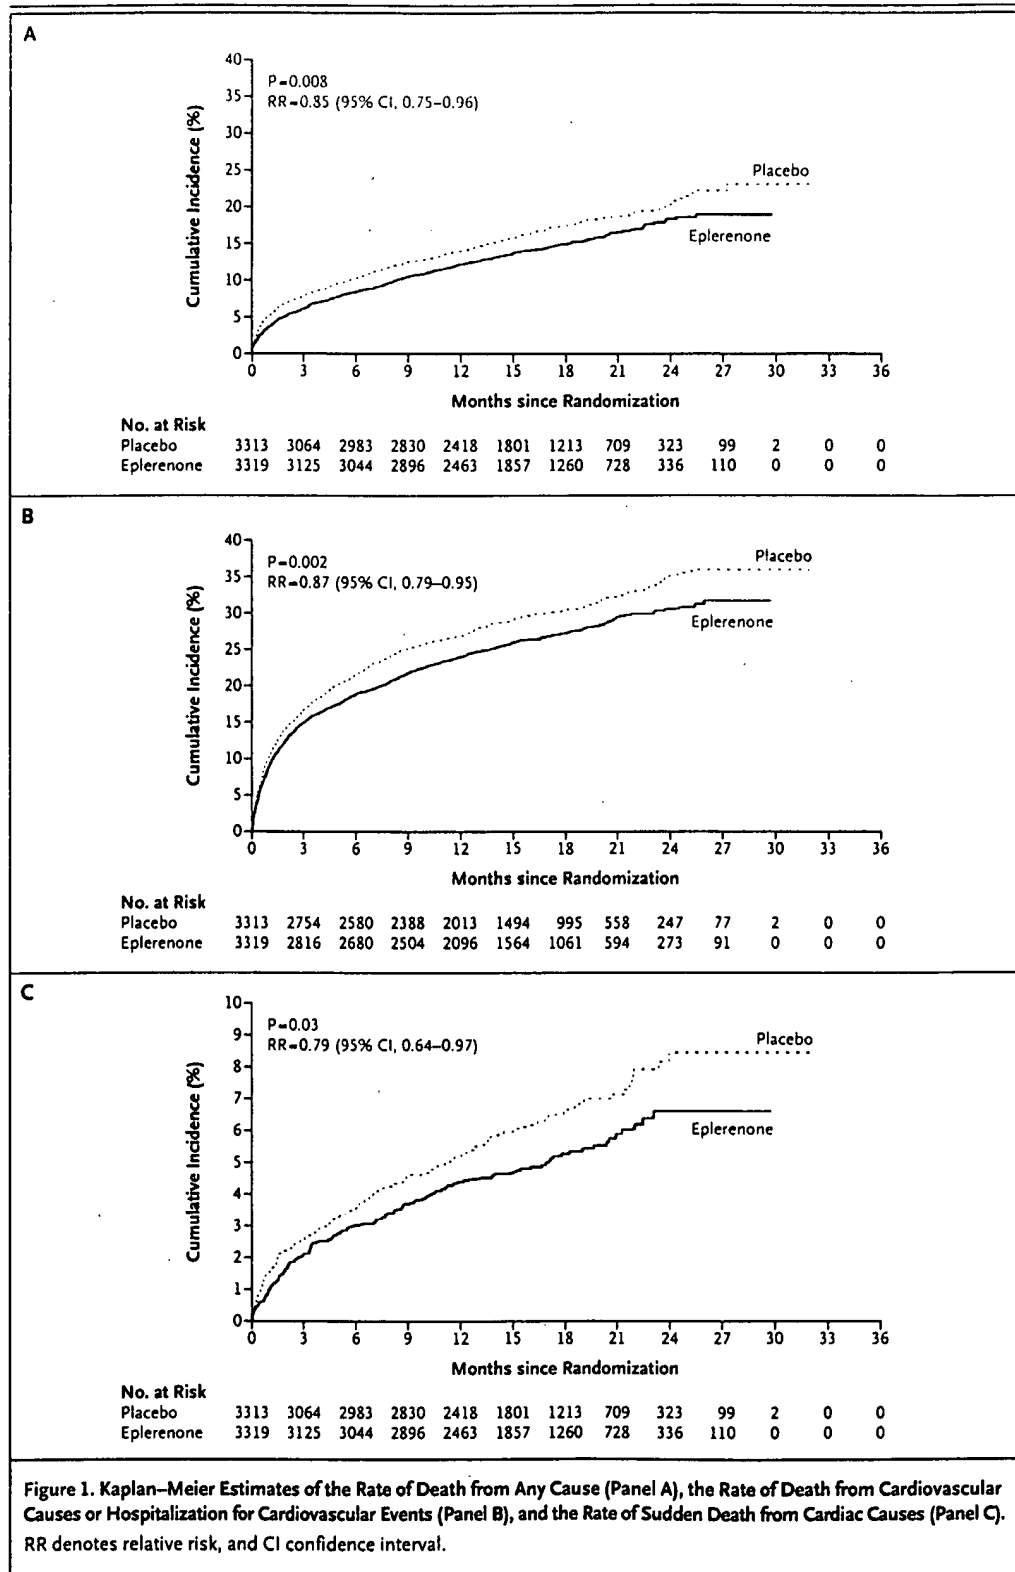 A
40
35
30
25
20
15
10
5
0
Cumulative Incidence (%)
P=0.008
RR=0.85 (95% CI, 0.75–0.96)
Placebo
Eplerenone
0 3 6 9 12 15 18 21 24 27 30 33 36
Months since Randomization
No. at Risk
Placebo 3313 3064 2983 2830 2418 1801 1213 709 323 99 2 0 0
Eplerenone 3319 3125 3044 2896 2463 1857 1260 728 336 110 0 0 0
B
40
35
30
25
20
15
10
5
0
Cumulative Incidence (%)
P=0.002
RR=0.87 (95% CI, 0.79–0.95)
Placebo
Eplerenone
0 3 6 9 12 15 18 21 24 27 30 33 36
Months since Randomization
No. at Risk
Placebo 3313 2754 2580 2388 2013 1494 995 558 247 77 2 0 0
Eplerenone 3319 2816 2680 2504 2096 1564 1061 594 273 91 0 0 0
C
10
9
8
7
6
5
4
3
2
1
0
Cumulative Incidence (%)
P=0.03
RR=0.79 (95% CI, 0.64–0.97)
Placebo
Eplerenone
0 3 6 9 12 15 18 21 24 27 30 33 36
Months since Randomization
No. at Risk
Placebo 3313 3064 2983 2830 2418 1801 1213 709 323 99 2 0 0
Eplerenone 3319 3125 3044 2896 2463 1857 1260 728 336 110 0 0 0
Figure 1. Kaplan–Meier Estimates of the Rate of Death from Any Cause (Panel A), the Rate of Death from Cardiovascular
Causes or Hospitalization for Cardiovascular Events (Panel B), and the Rate of Sudden Death from Cardiac Causes (Panel C).
RR denotes relative risk, and CI confidence interval.